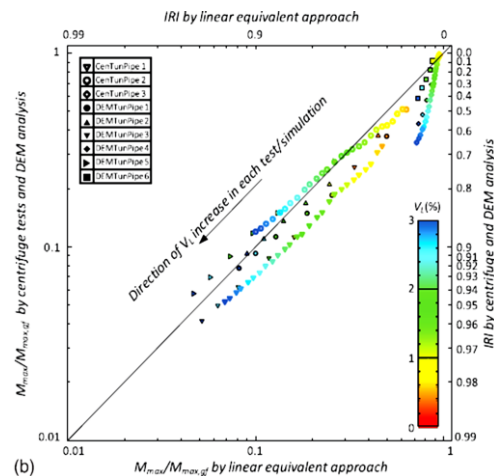 IRI by linear equivalent approach
0.99 0.9 0
1 0.0
0.1
0.2
0.3
0.4
0.5
0.6
0.7
0.8
0.1 0.9
0.91
0.92
0.93
0.94
0.95
0.96
0.97
0.98
0.01 0.99
CenTunPipe 1
CenTunPipe 2
CenTunPipe 3
DEMTunPipe 1
DEMTunPipe 2
DEMTunPipe 3
DEMTunPipe 4
DEMTunPipe 5
DEMTunPipe 6
Direction of VL increase in each test/simulation
Vl(%)
3
2
1
0
Mmax/Mmax,gf by centrifuge tests and DEM analysis
IRI by centrifuge and DEM analysis
0.01 0.1 1
(b) Mmax/Mmax,gf by linear equivalent approach